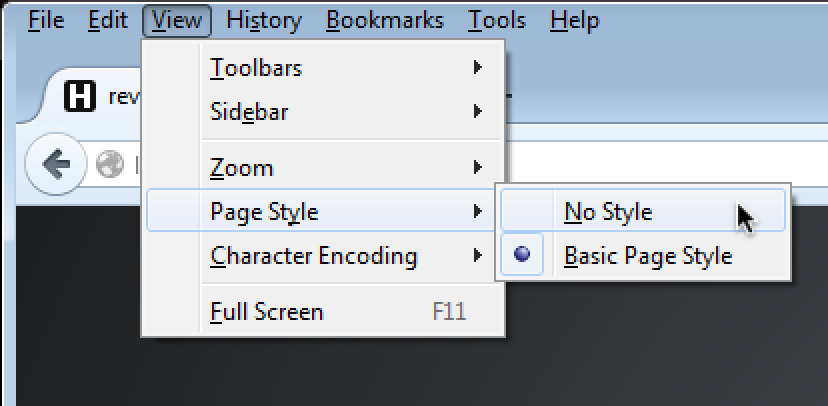 File Edit View History Bookmarks Tools Help
Toolbars
H rev
Sidebar
Zoom
Page Style
No Style
Character Encoding
Basic Page Style
Full Screen F11